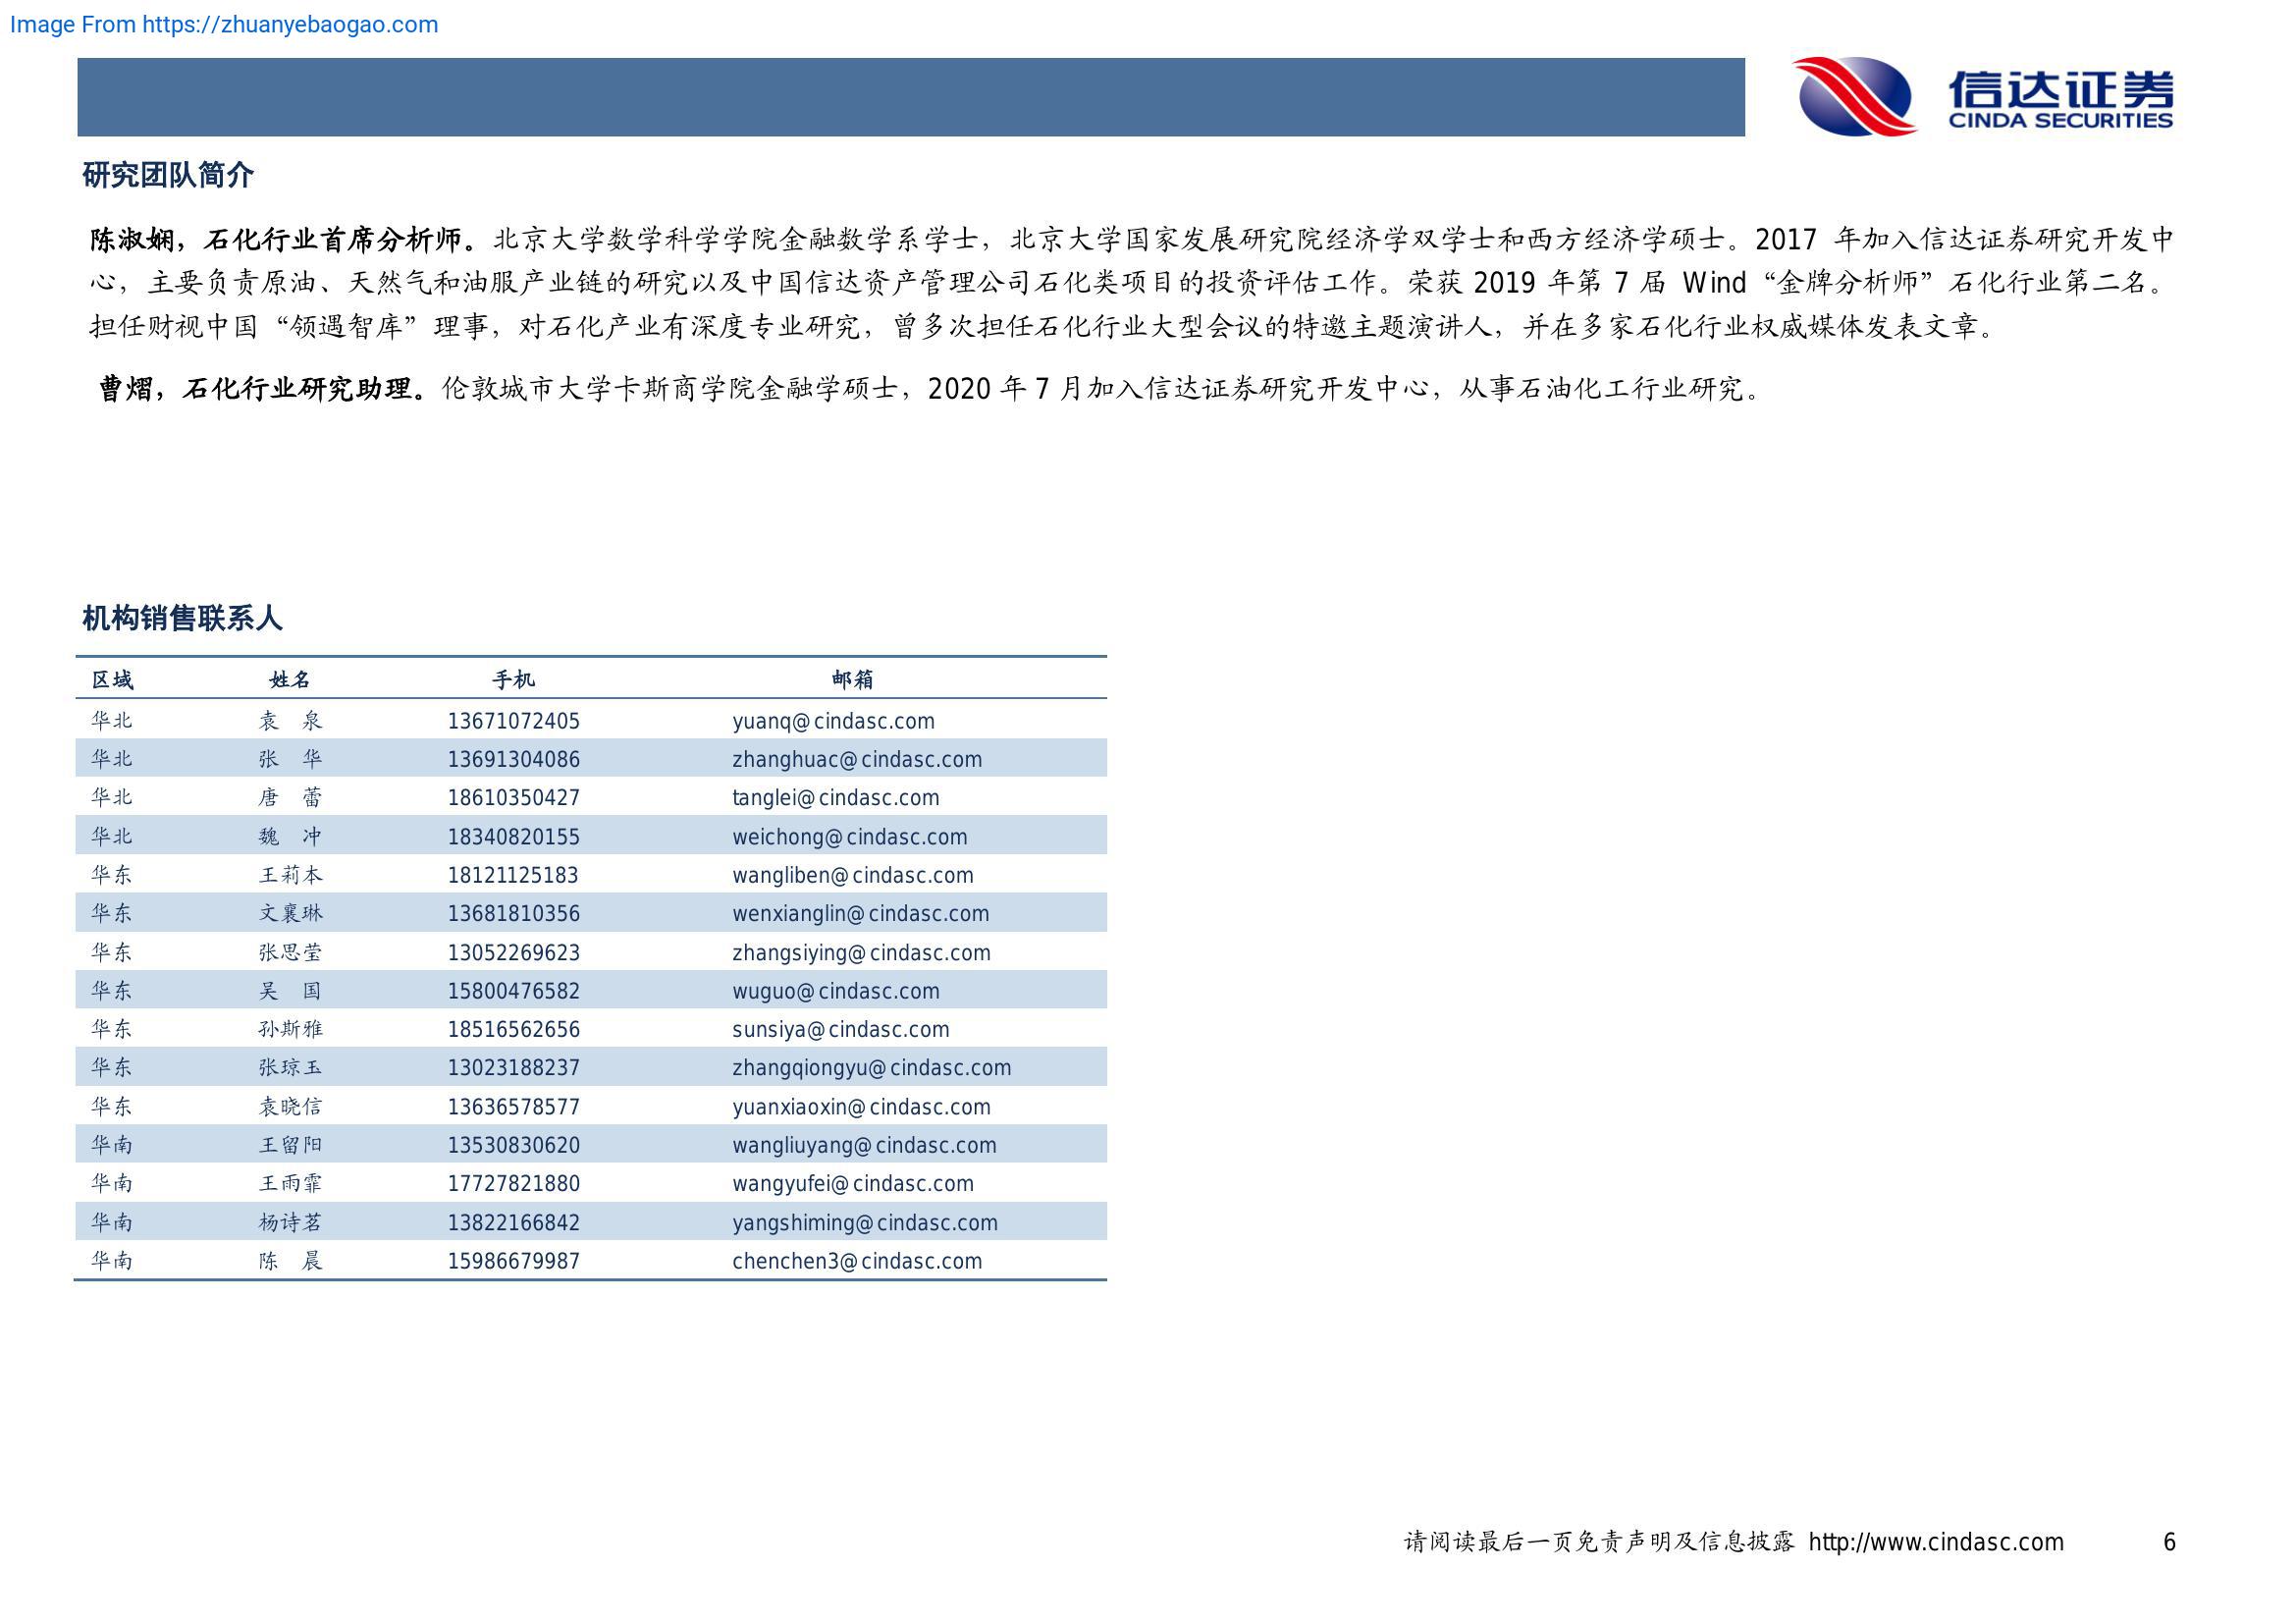 Image From https://zhuanyebaogao.com
信达证券
CINDA SECURITIES
研究团队简介
陈淑娴，石化行业首席分析师。北京大学数学科学学院金融数学系学士，北京大学国家发展研究院经济学双学士和西方经济学硕士。2017 年加入信达证券研究开发中
心，主要负责原油、天然气和油服产业链的研究以及中国信达资产管理公司石化类项目的投资评估工作。荣获 2019 年第 7 届 Wind “金牌分析师”石化行业第二名。
担任财视中国“领遇智库”理事，对石化产业有深度专业研究，曾多次担任石化行业大型会议的特邀主题演讲人，并在多家石化行业权威媒体发表文章。
曹熠，石化行业研究助理。伦敦城市大学卡斯商学院金融学硕士，2020 年 7 月加入信达证券研究开发中心，从事石油化工行业研究。
机构销售联系人
区域 姓名 手机 邮箱
华北 袁 泉 13671072405 yuanq@cindasc.com
华北 张 华 13691304086 zhanghuac@cindasc.com
华北 唐 蕾 18610350427 tanglei@cindasc.com
华北 魏 冲 18340820155 weichong@cindasc.com
华东 王莉本 18121125183 wangliben@cindasc.com
华东 文襄琳 13681810356 wenxianglin@cindasc.com
华东 张思莹 13052269623 zhangsiying@cindasc.com
华东 吴 国 15800476582 wuguo@cindasc.com
华东 孙斯雅 18516562656 sunsiya@cindasc.com
华东 张琼玉 13023188237 zhangqiongyu@cindasc.com
华东 袁晓信 13636578577 yuanxiaoxin@cindasc.com
华南 王留阳 13530830620 wangliuyang@cindasc.com
华南 王雨霏 17727821880 wangyufei@cindasc.com
华南 杨诗茗 13822166842 yangshiming@cindasc.com
华南 陈 晨 15986679987 chenchen3@cindasc.com
请阅读最后一页免责声明及信息披露 http://www.cindasc.com 6